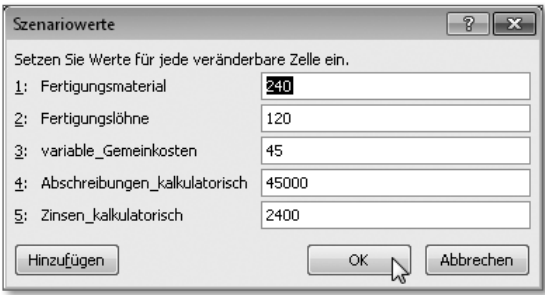 Szenariowerte
Setzen Sie Werte für jede veränderbare Zelle ein.
1: Fertigungsmaterial 240
2: Fertigungslöhne 120
3: variable_Gemeinkosten 45
4: Abschreibungen_kalkulatorisch 45000
5: Zinsen_kalkulatorisch 2400
Hinzufügen OK Abbrechen